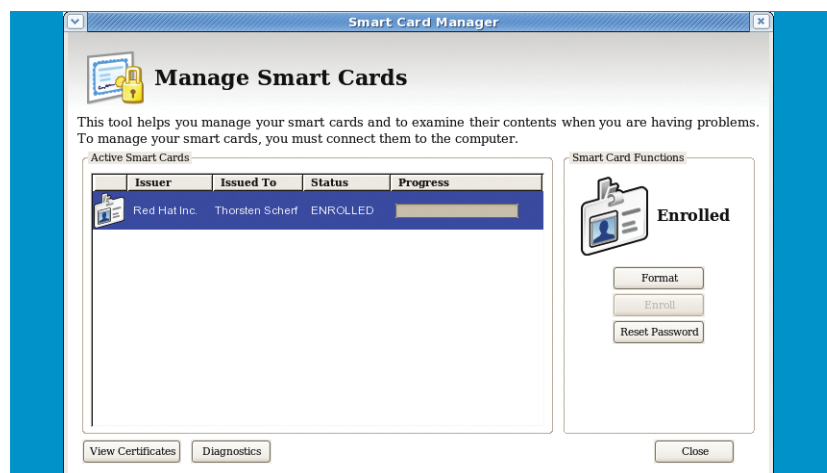 Smart Card Manager
Manage Smart Cards
This tool helps you manage your smart cards and to examine their contents when you are having problems.
To manage your smart cards, you must connect them to the computer.
Active Smart Cards
Issuer Issued To Status Progress
Red Hat Inc. Thorsten Scherf ENROLLED
Smart Card Functions
Enrolled
Format
Enroll
Reset Password
View Certificates Diagnostics Close